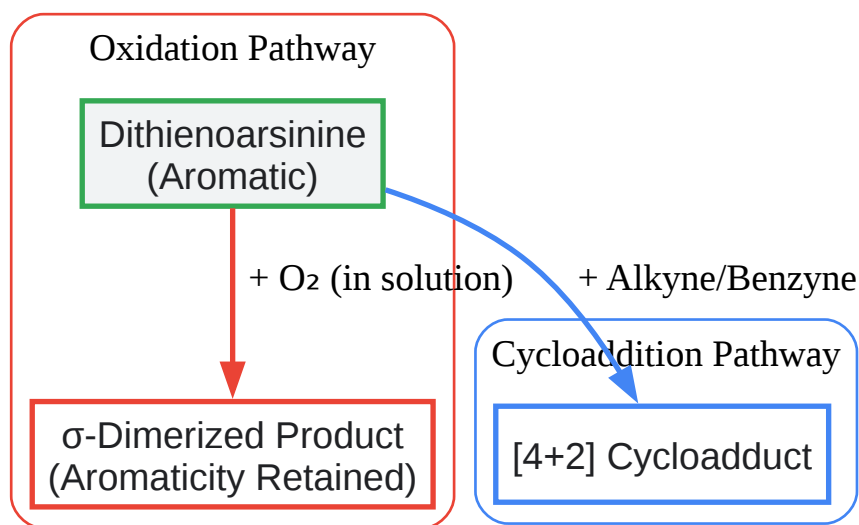 Oxidation Pathway
Dithienoarsinine
(Aromatic)
+ O₂ (in solution)
+ Alkyne/Benzyne
Cycloaddition Pathway
σ-Dimerized Product
(Aromaticity Retained)
[4+2] Cycloadduct